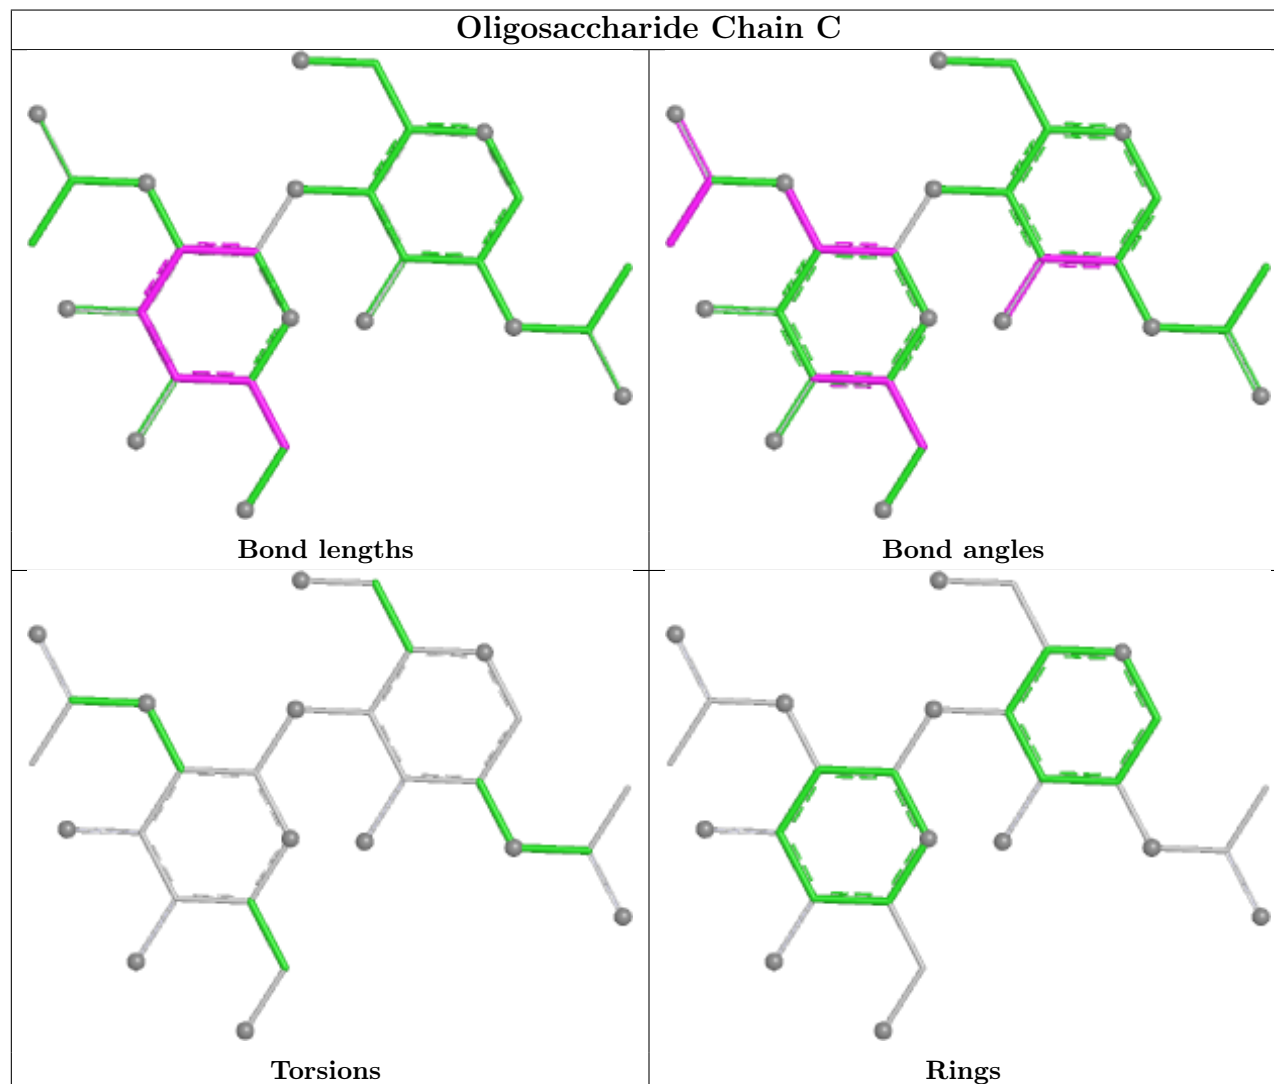 Oligosaccharide Chain C
Bond lengths
Bond angles
Torsions
Rings